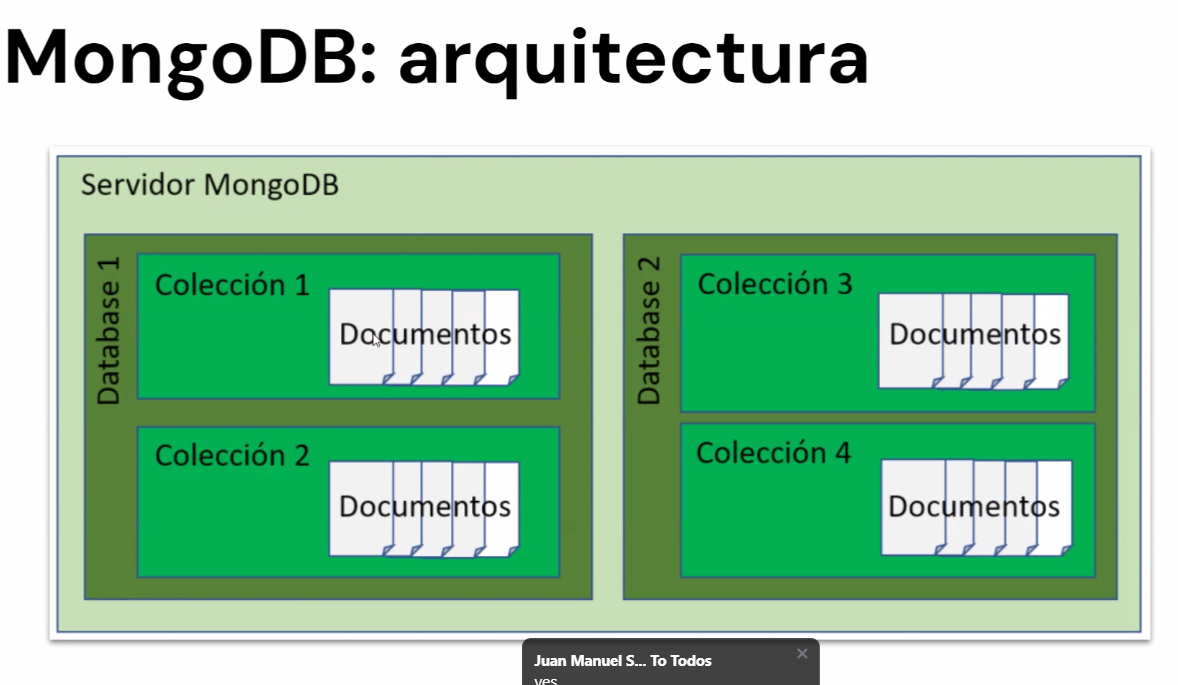 MongoDB: arquitectura
Servidor MongoDB
Database 1
Colección 1
Documentos
Colección 2
Documentos
Database 2
Colección 3
Documentos
Colección 4
Documentos
Juan Manuel S... To Todos
yes